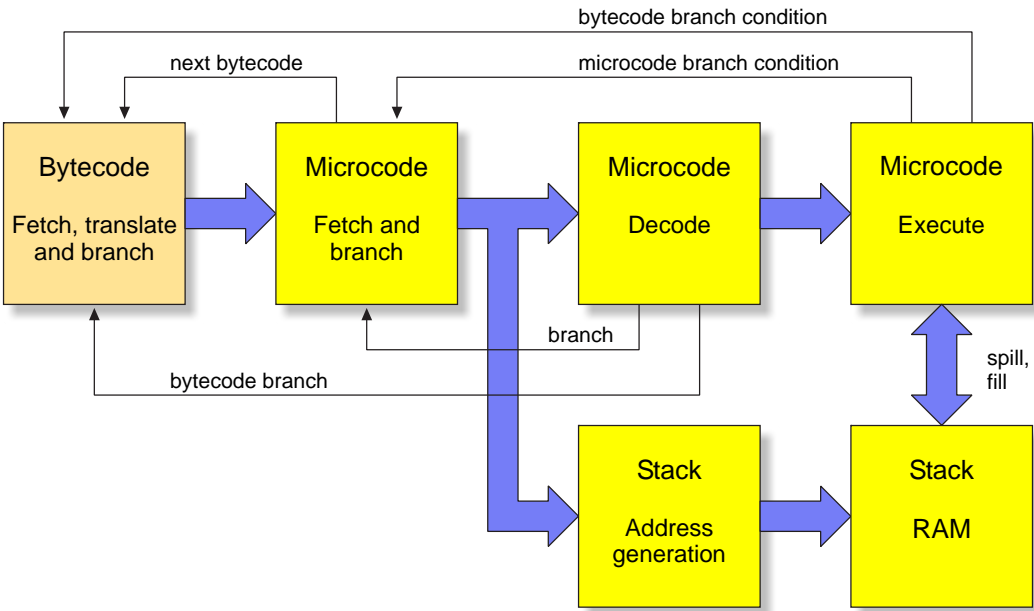 bytecode branch condition
next bytecode
microcode branch condition
Bytecode
Fetch, translate
and branch
Microcode
Fetch and
branch
Microcode
Decode
Microcode
Execute
branch
bytecode branch
spill,
fill
Stack
Address
generation
Stack
RAM